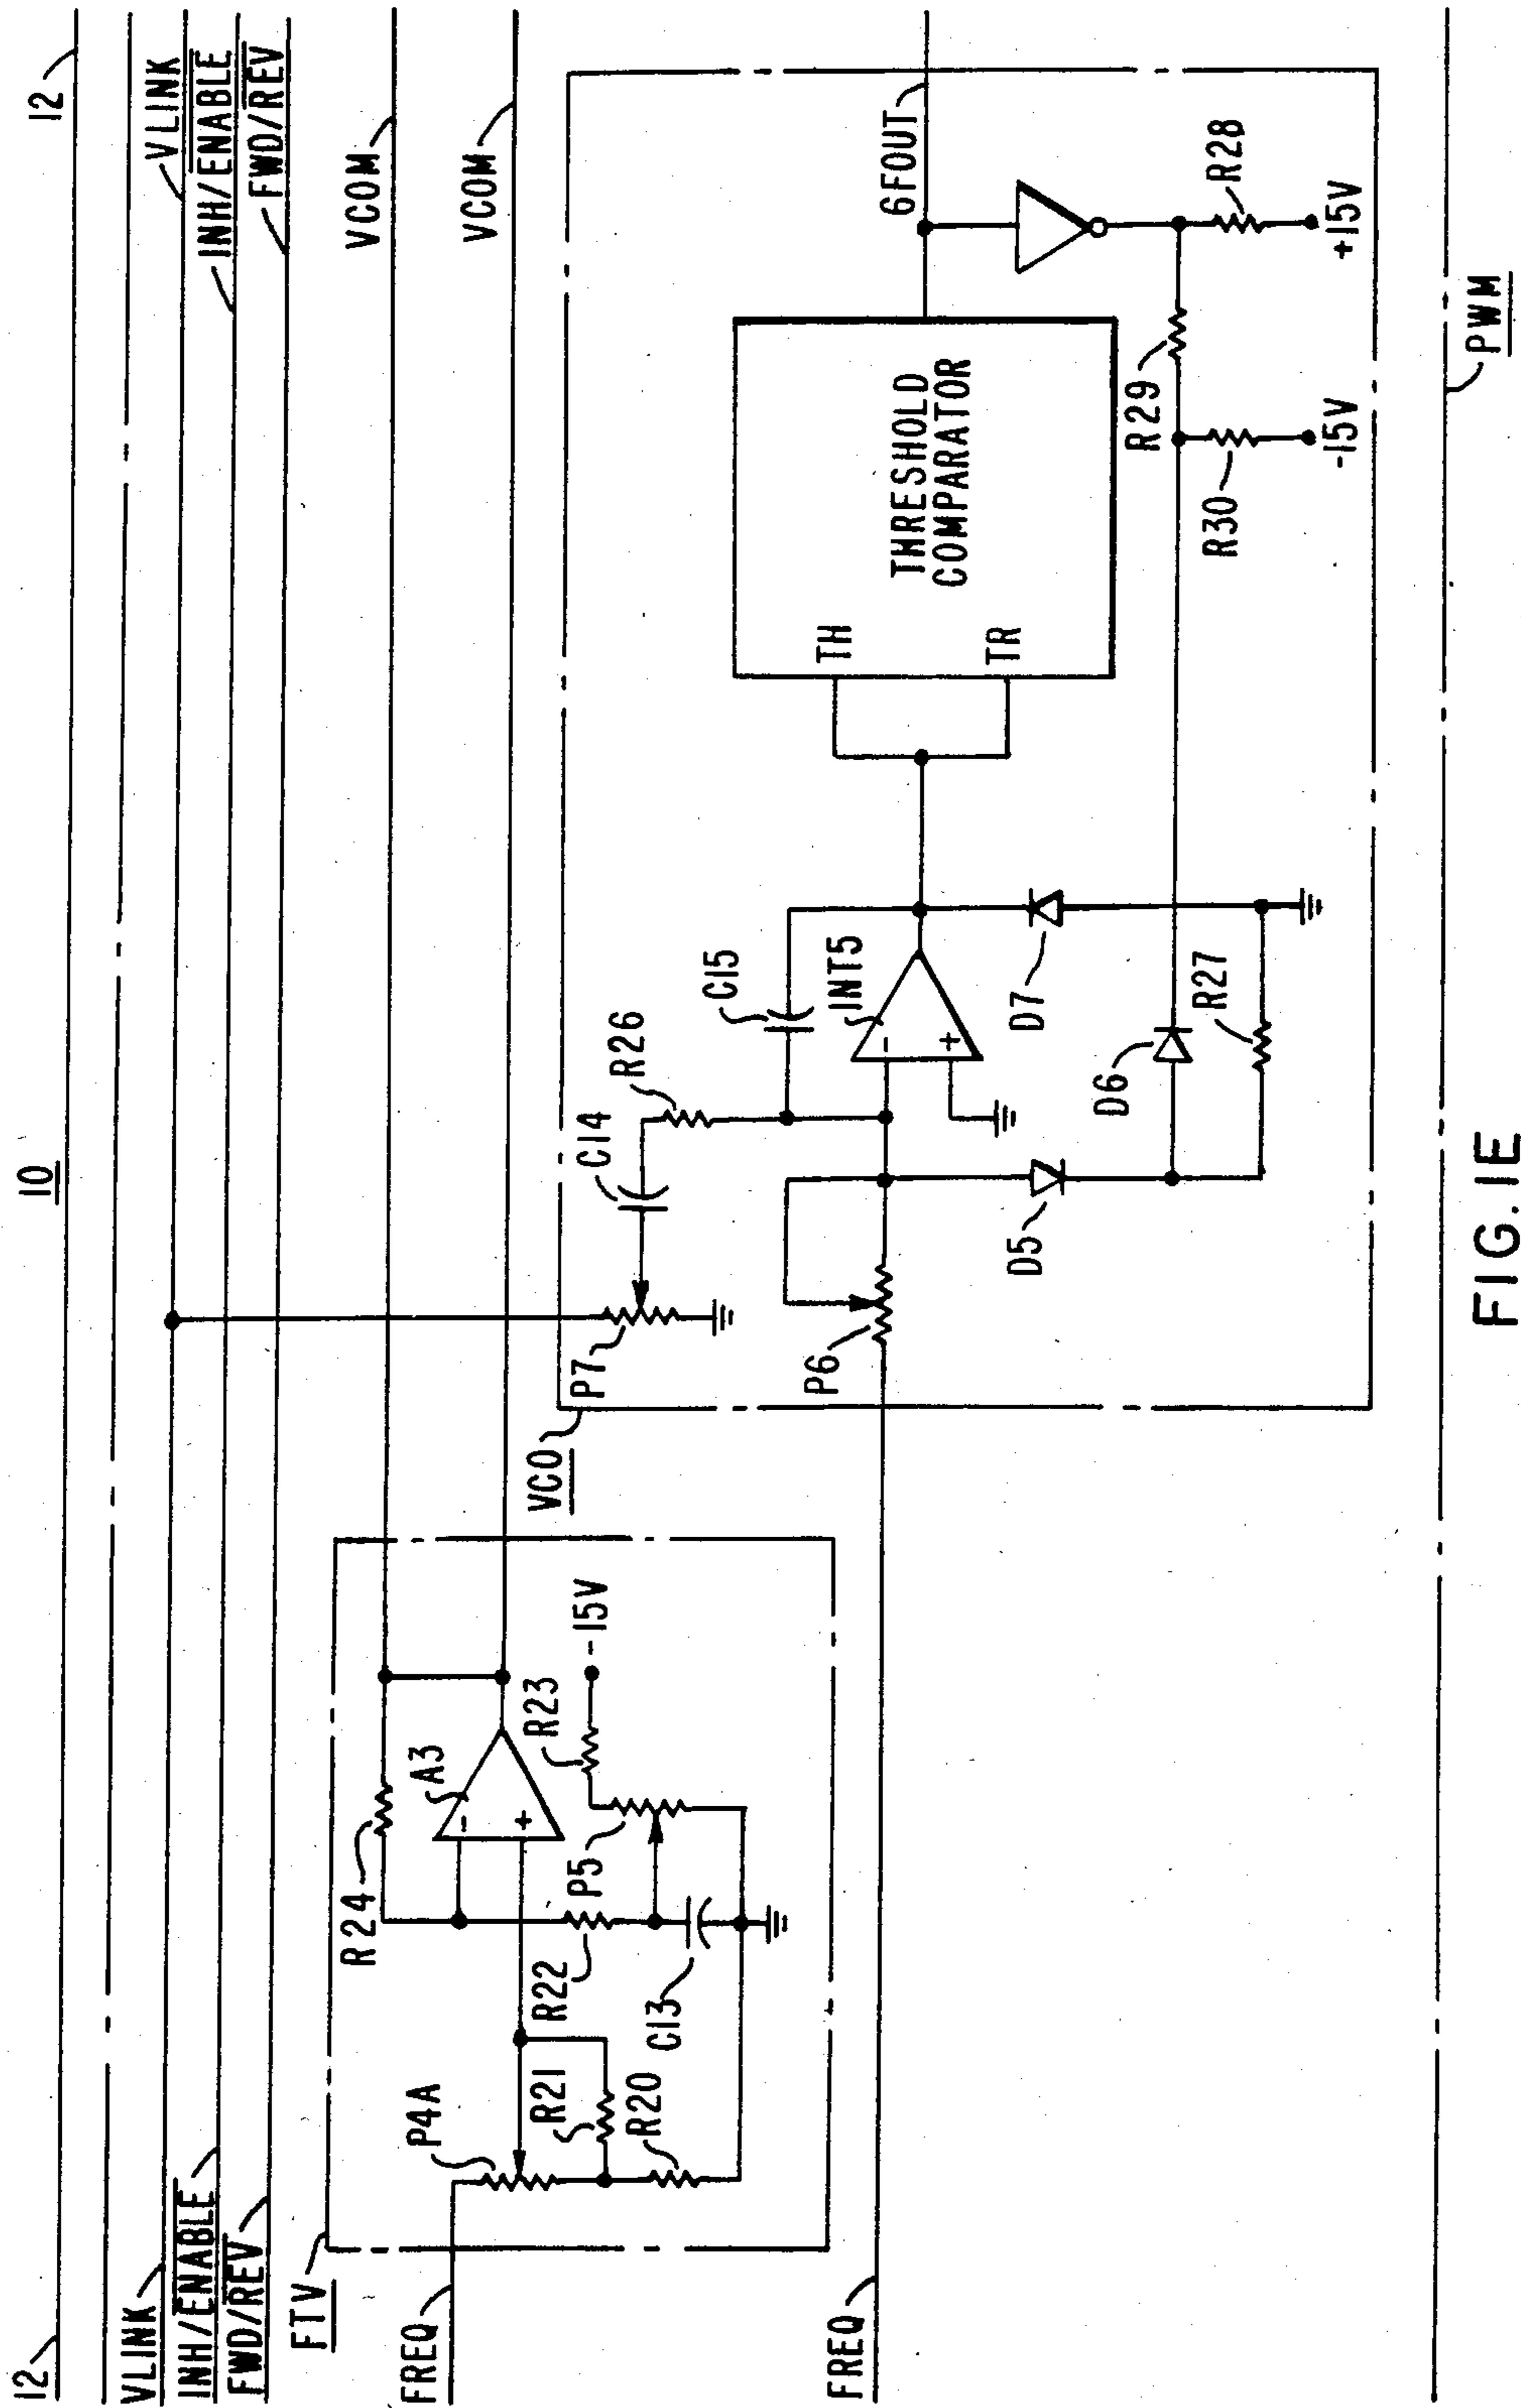 10
12
12
VLINK
VLINK
INH/ENABLE
INH/ENABLE
FWD/REV
FWD/REV
VCOM
VCOM
FTV
FREQ
P4A
R21
R20
R24
A3
-
+
R22
C13
P5
R23
-15V
FREQ
VCO
P7
C14
R26
C15
P6
INT5
-
+
D5
D6
D7
R27
TH
TR
THRESHOLD
COMPARATOR
6FOUT
R29
R30
R28
-15V
+15V
PWM
FIG. 1E